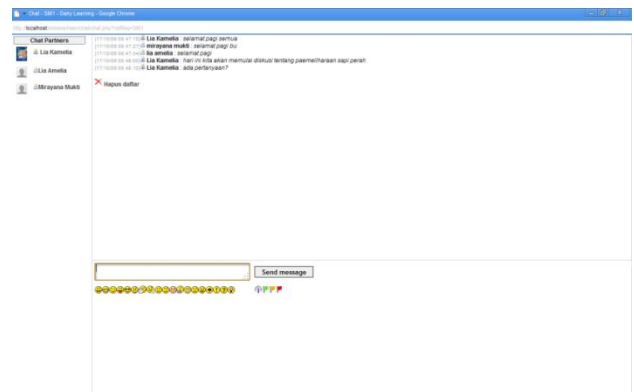 Chat - SBI1 - Dairy Learning - Google Chrome
localhost
Chat Partners
Lia Kamelia
Lia Amelia
Mirayana Mukti
Lia Kamelia : selamat pagi semua
mirayana mukti : selamat pagi bu
lia amelia : selamat pagi
Lia Kamelia : hari ini kita akan memulai diskusi tentang paemeliharaan sapi perah
Lia Kamelia : ada pertanyaan?
Hapus daftar
Send message